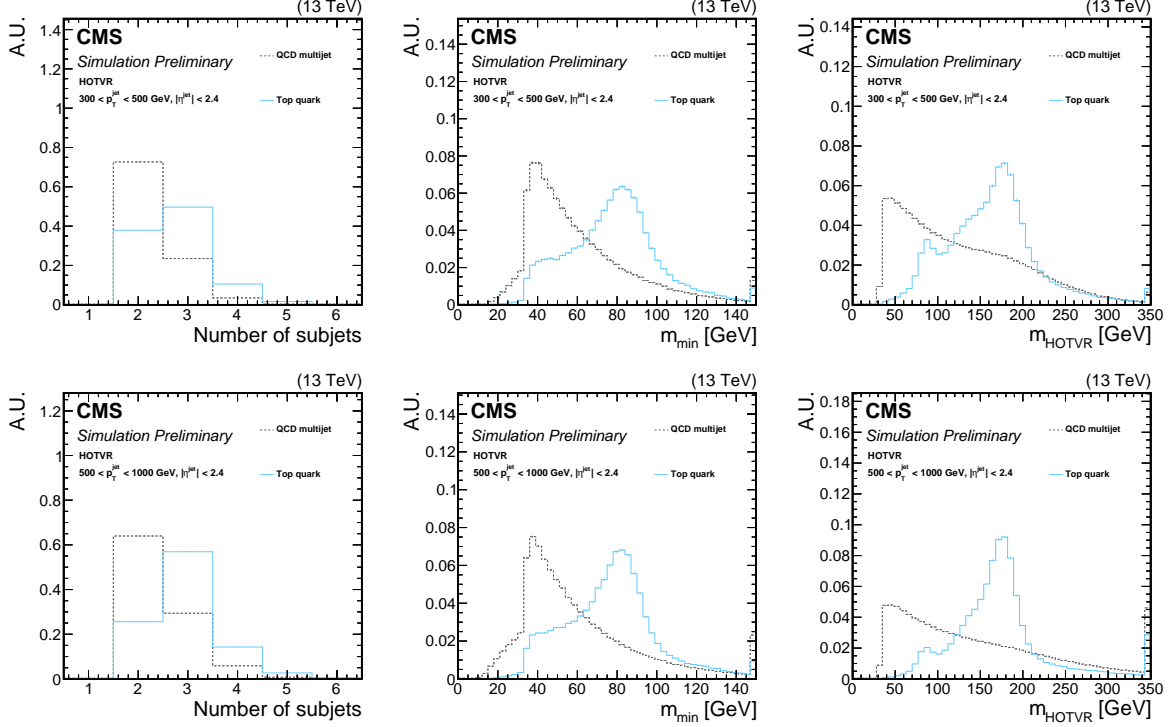 (13 TeV)
A.U.
CMS
Simulation Preliminary
HOTVR
300 < p_T^jet < 500 GeV, |η^jet| < 2.4
QCD multijet
Top quark
1.4
1.2
1
0.8
0.6
0.4
0.2
0
1 2 3 4 5 6
Number of subjets
(13 TeV)
A.U.
CMS
Simulation Preliminary
HOTVR
300 < p_T^jet < 500 GeV, |η^jet| < 2.4
QCD multijet
Top quark
0.14
0.12
0.1
0.08
0.06
0.04
0.02
0
0 20 40 60 80 100 120 140
m_min [GeV]
(13 TeV)
A.U.
CMS
Simulation Preliminary
HOTVR
300 < p_T^jet < 500 GeV, |η^jet| < 2.4
QCD multijet
Top quark
0.14
0.12
0.1
0.08
0.06
0.04
0.02
0
0 50 100 150 200 250 300 350
m_HOTVR [GeV]
(13 TeV)
A.U.
CMS
Simulation Preliminary
HOTVR
500 < p_T^jet < 1000 GeV, |η^jet| < 2.4
QCD multijet
Top quark
1.2
1
0.8
0.6
0.4
0.2
0
1 2 3 4 5 6
Number of subjets
(13 TeV)
A.U.
CMS
Simulation Preliminary
HOTVR
500 < p_T^jet < 1000 GeV, |η^jet| < 2.4
QCD multijet
Top quark
0.14
0.12
0.1
0.08
0.06
0.04
0.02
0
0 20 40 60 80 100 120 140
m_min [GeV]
(13 TeV)
A.U.
CMS
Simulation Preliminary
HOTVR
500 < p_T^jet < 1000 GeV, |η^jet| < 2.4
QCD multijet
Top quark
0.18
0.16
0.14
0.12
0.1
0.08
0.06
0.04
0.02
0
0 50 100 150 200 250 300 350
m_HOTVR [GeV]